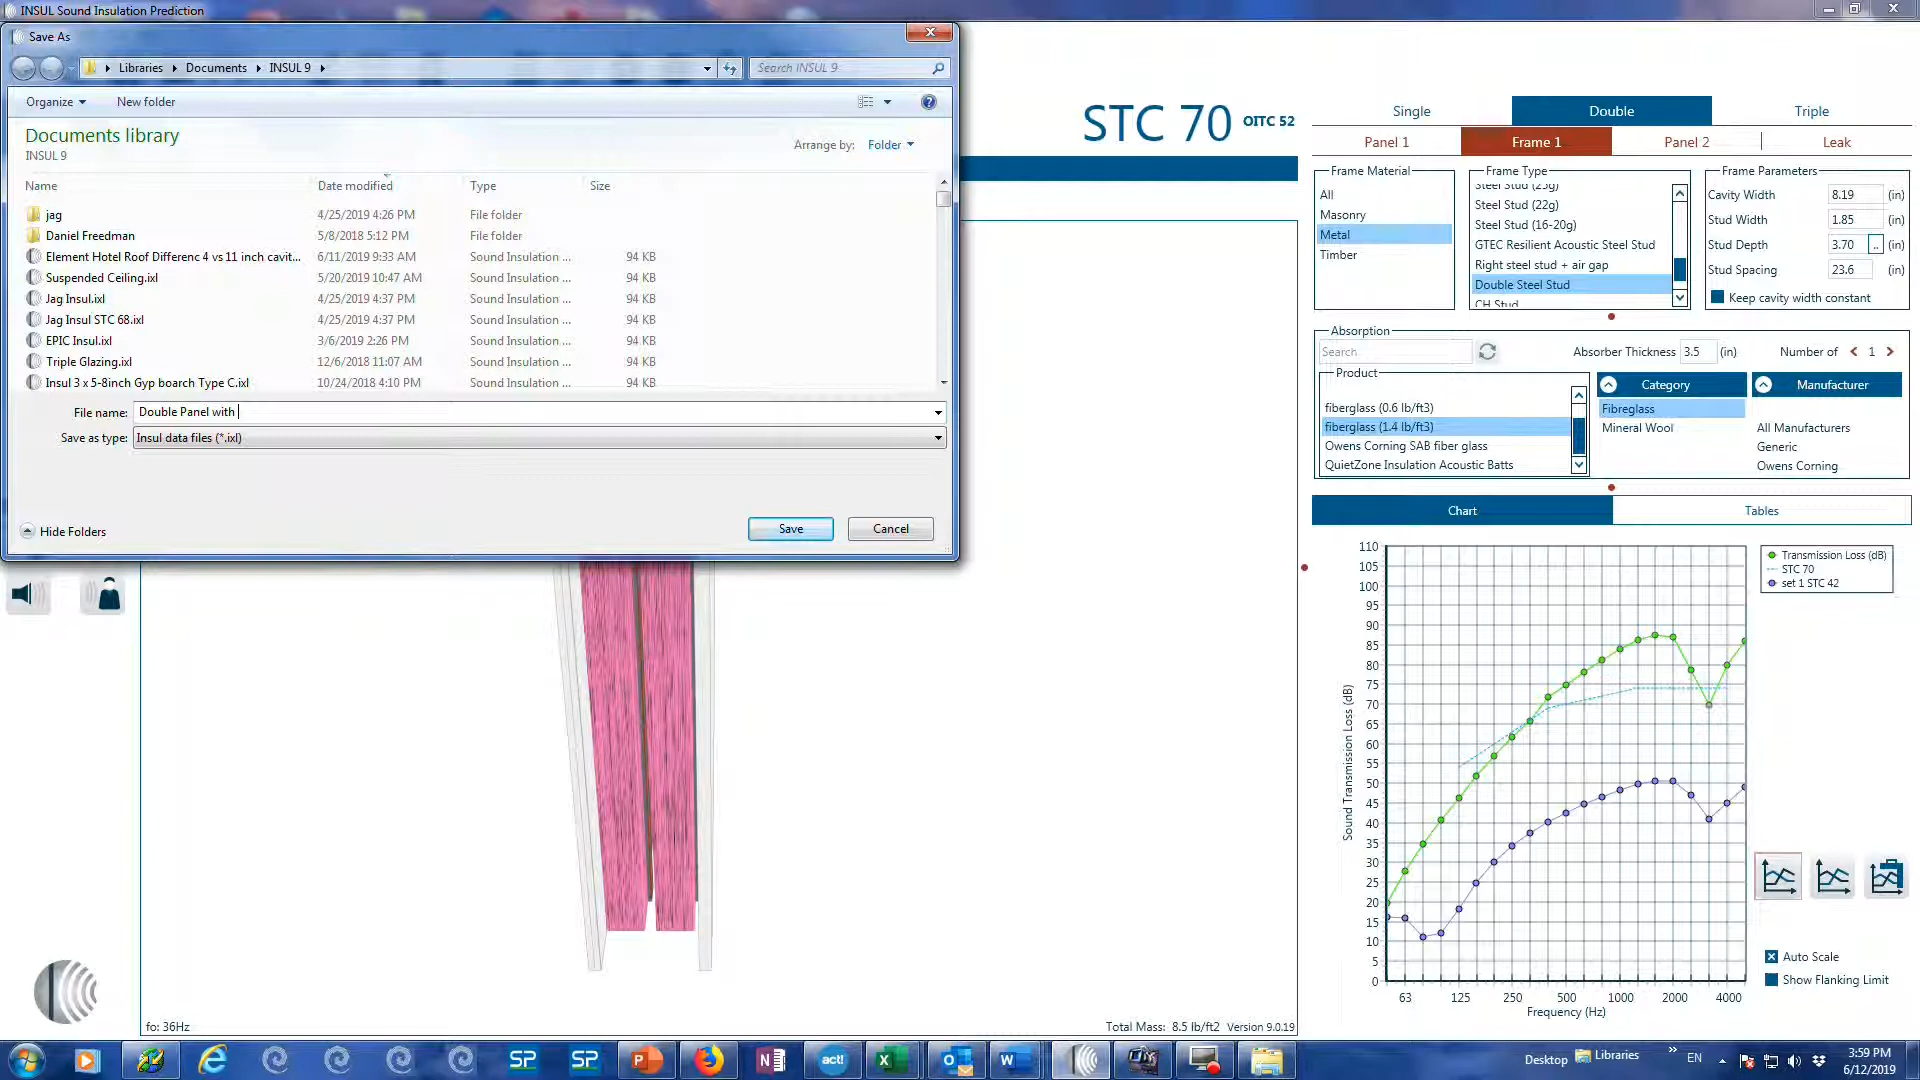 INSUL Sound Insulation Prediction
Save As
Libraries Documents INSUL 9
Search INSUL 9
Organize New folder
Documents library
INSUL 9
Arrange by: Folder
Name Date modified Type Size
jag 4/25/2019 4:26 PM File folder
Daniel Freedman 5/8/2018 5:12 PM File folder
Element Hotel Roof Differenc 4 vs 11 inch cavit... 6/11/2019 9:33 AM Sound Insulation ... 94 KB
Suspended Ceiling.ixl 5/20/2019 10:47 AM Sound Insulation ... 94 KB
Jag Insul.ixl 4/25/2019 4:37 PM Sound Insulation ... 94 KB
Jag Insul STC 68.ixl 4/25/2019 4:37 PM Sound Insulation ... 94 KB
EPIC Insul.ixl 3/6/2019 2:26 PM Sound Insulation ... 94 KB
Triple Glazing.ixl 12/6/2018 11:07 AM Sound Insulation ... 94 KB
Insul 3 x 5-8inch Gyp boarch Type C.ixl 10/24/2018 4:10 PM Sound Insulation ... 94 KB
File name: Double Panel with
Save as type: Insul data files (*.ixl)
Hide Folders
Save Cancel
STC 70 OITC 52
Single Double Triple
Panel 1 Frame 1 Panel 2 Leak
Frame Material
All
Masonry
Metal
Timber
Frame Type
Steel Stud (25g)
Steel Stud (22g)
Steel Stud (16-20g)
GTEC Resilient Acoustic Steel Stud
Right steel stud + air gap
Double Steel Stud
CH Stud
Frame Parameters
Cavity Width 8.19 (in)
Stud Width 1.85 (in)
Stud Depth 3.70 .. (in)
Stud Spacing 23.6 (in)
Keep cavity width constant
Absorption
Search
Absorber Thickness 3.5 (in)
Number of < 1 >
Product
fiberglass (0.6 lb/ft3)
fiberglass (1.4 lb/ft3)
Owens Corning SAB fiber glass
QuietZone Insulation Acoustic Batts
Category
Fibreglass
Mineral Wool
Manufacturer
All Manufacturers
Generic
Owens Corning
Chart Tables
110
105
100
95
90
85
80
75
70
65
60
55
50
45
40
35
30
25
20
15
10
5
0
Sound Transmission Loss (dB)
63 125 250 500 1000 2000 4000
Frequency (Hz)
Transmission Loss (dB)
STC 70
set 1 STC 42
Auto Scale
Show Flanking Limit
fo: 36Hz
Total Mass: 8.5 lb/ft2 Version 9.0.19
SP SP act! Desktop Libraries » EN
3:59 PM
6/12/2019